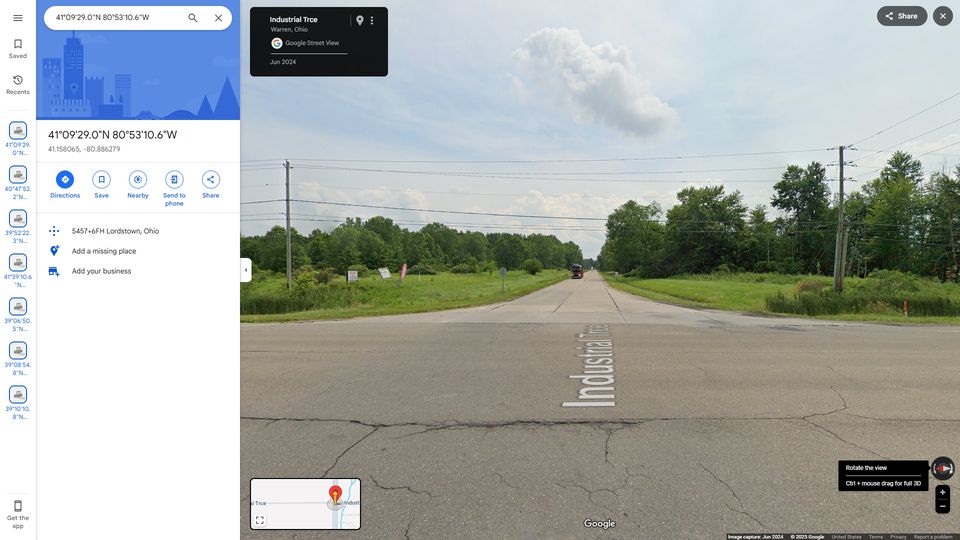 41°09'29.0"N 80°53'10.6"W
Saved
Recents
41°09'29.
0"N...
40°47'52.
2"N...
39°52'22.
3"N...
41°39'10.6
"N...
39°06'50.
5"N...
39°08'54.
8"N...
39°10'10.
8"N...
Get the
app
41°09'29.0"N 80°53'10.6"W
41.158065, -80.886279
Directions
Save
Nearby
Send to
phone
Share
5457+6FH Lordstown, Ohio
Add a missing place
Add your business
Industrial Trce
Warren, Ohio
Google Street View
Jun 2024
Share
Industrial Trce
l Trce
Indust
Google
Rotate the view
Ctrl + mouse drag for full 3D
Image capture: Jun 2024 © 2025 Google United States Terms Privacy Report a problem